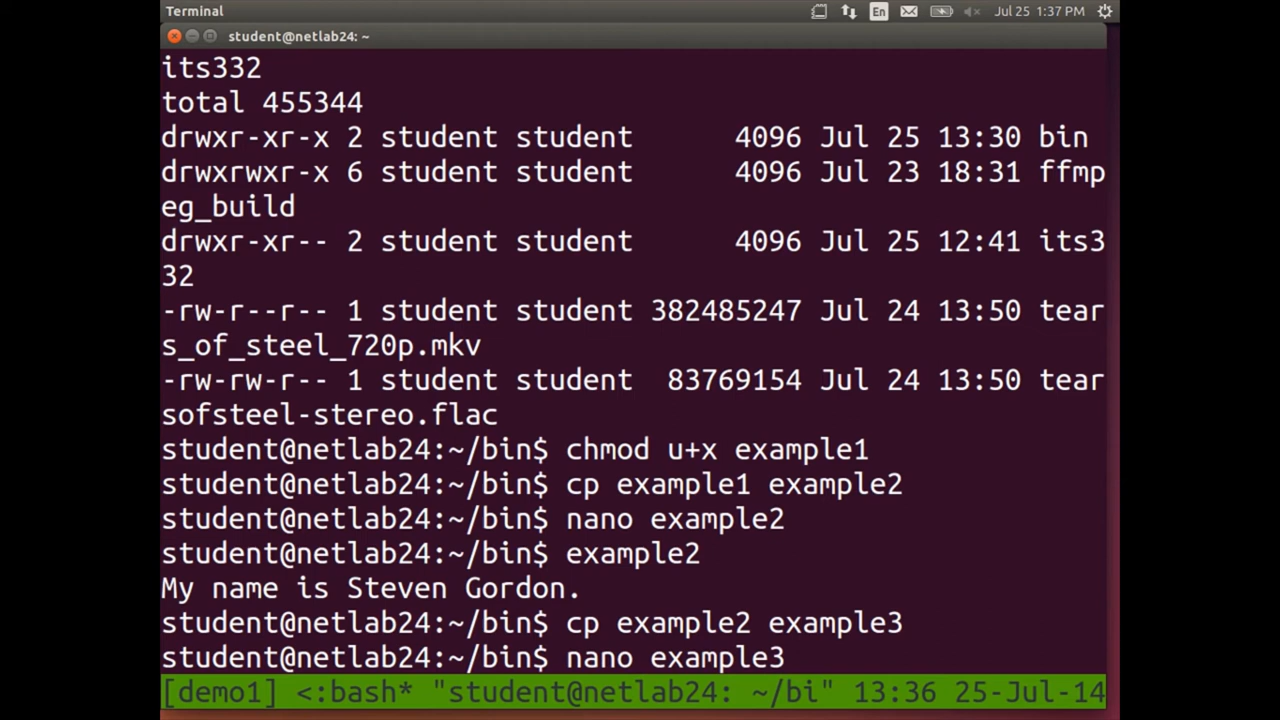 Terminal
En
Jul 25 1:37 PM
student@netlab24: ~
its332
total 455344
drwxr-xr-x 2 student student 4096 Jul 25 13:30 bin
drwxrwxr-x 6 student student 4096 Jul 23 18:31 ffmp
eg_build
drwxr-xr-- 2 student student 4096 Jul 25 12:41 its3
32
-rw-r--r-- 1 student student 382485247 Jul 24 13:50 tear
s_of_steel_720p.mkv
-rw-rw-r-- 1 student student 83769154 Jul 24 13:50 tear
sofsteel-stereo.flac
student@netlab24:~/bin$ chmod u+x example1
student@netlab24:~/bin$ cp example1 example2
student@netlab24:~/bin$ nano example2
student@netlab24:~/bin$ example2
My name is Steven Gordon.
student@netlab24:~/bin$ cp example2 example3
student@netlab24:~/bin$ nano example3
[demo1] <:bash* "student@netlab24: ~/bi" 13:36 25-Jul-14